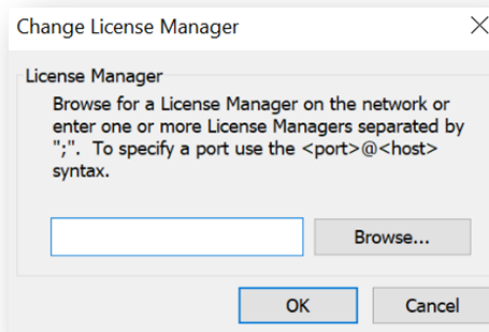 Change License Manager
License Manager
Browse for a License Manager on the network or
enter one or more License Managers separated by
";".  To specify a port use the <port>@<host>
syntax.
Browse...
OK
Cancel